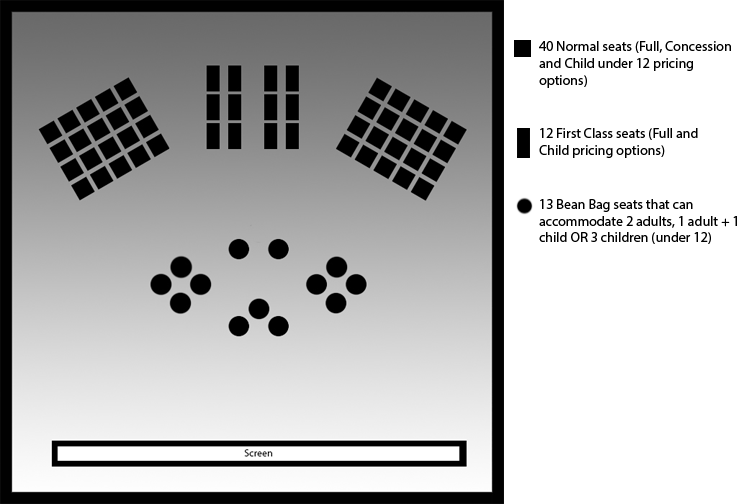 40 Normal seats (Full, Concession
and Child under 12 pricing
options)
12 First Class seats (Full and
Child pricing options)
13 Bean Bag seats that can
accommodate 2 adults, 1 adult + 1
child OR 3 children (under 12)
Screen